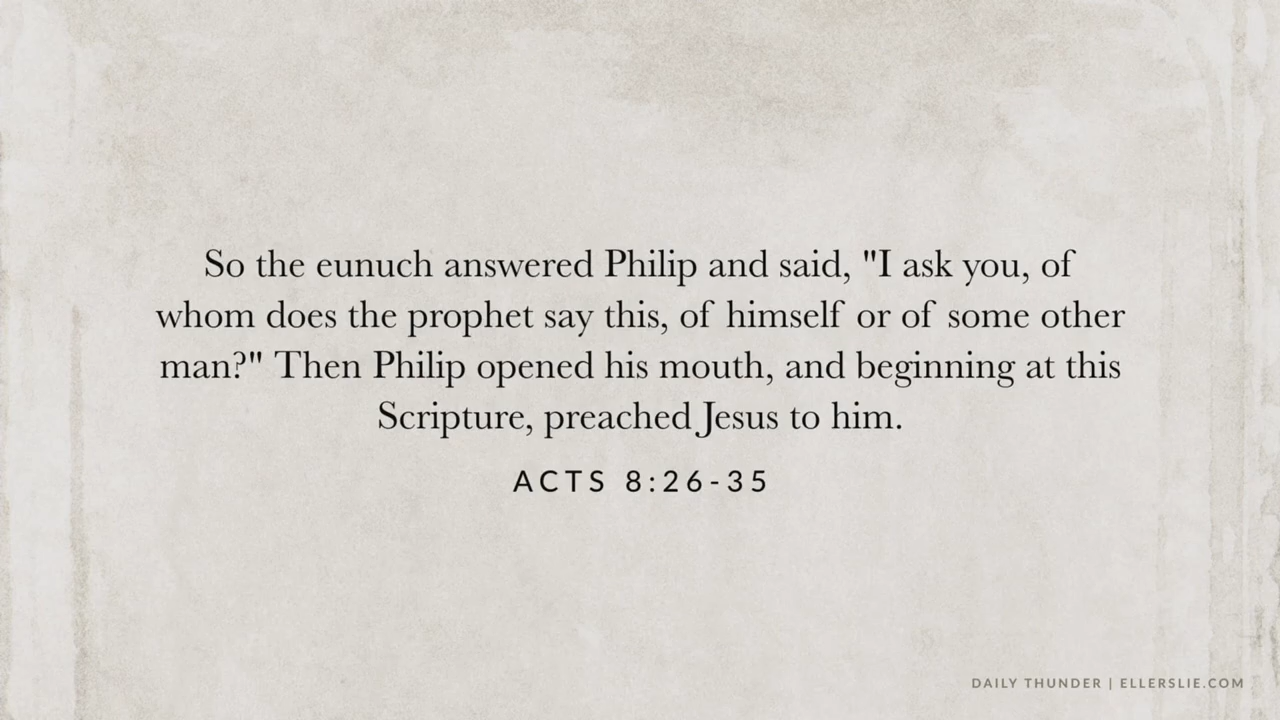 So the eunuch answered Philip and said, "I ask you, of
whom does the prophet say this, of himself or of some other
man?" Then Philip opened his mouth, and beginning at this
Scripture, preached Jesus to him.
ACTS 8:26-35
DAILY THUNDER | ELLERSLIE.COM